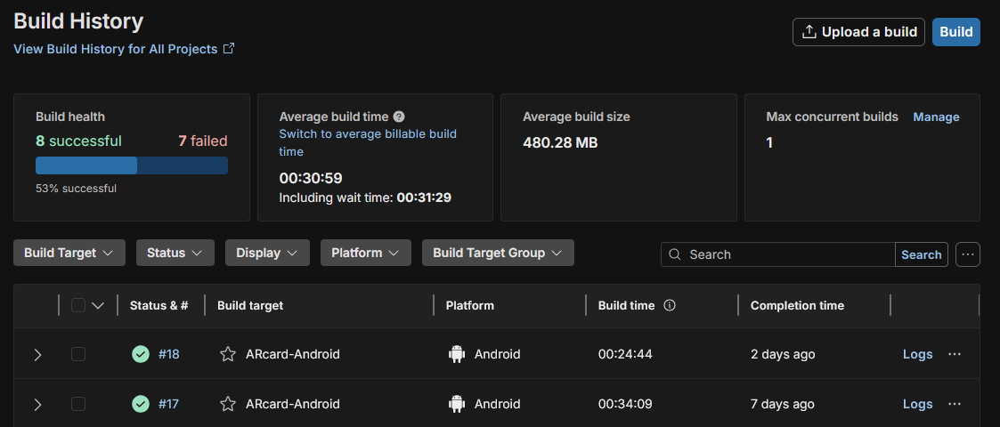 Build History
View Build History for All Projects
Upload a build
Build
Build health
8 successful
7 failed
53% successful
Average build time
Switch to average billable build
time
00:30:59
Including wait time: 00:31:29
Average build size
480.28 MB
Max concurrent builds
Manage
1
Build Target
Status
Display
Platform
Build Target Group
Search
Search
Status & #
Build target
Platform
Build time
Completion time
#18
ARcard-Android
Android
00:24:44
2 days ago
Logs
#17
ARcard-Android
Android
00:34:09
7 days ago
Logs